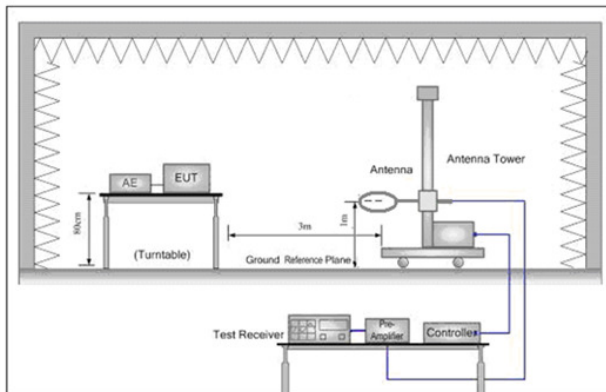 Antenna
Antenna Tower
AE
EUT
80cm
(Turntable)
3m
1m
Ground Reference Plane
Test Receiver
Pre-
Amplifier
Controller